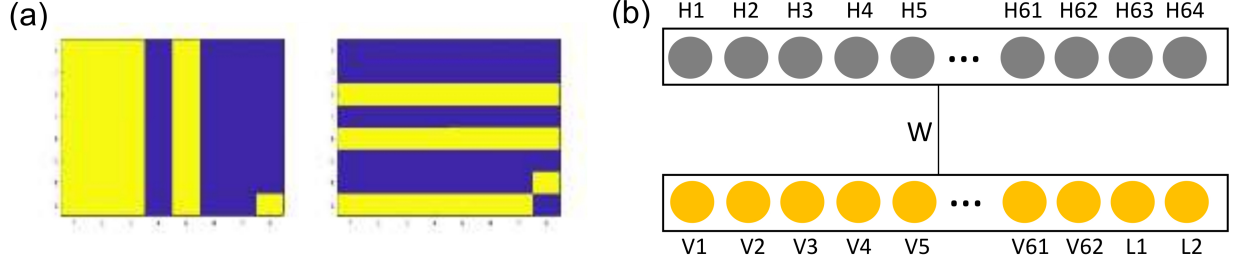 (a)
(b)
H1 H2 H3 H4 H5 ... H61 H62 H63 H64
W
V1 V2 V3 V4 V5 ... V61 V62 L1 L2